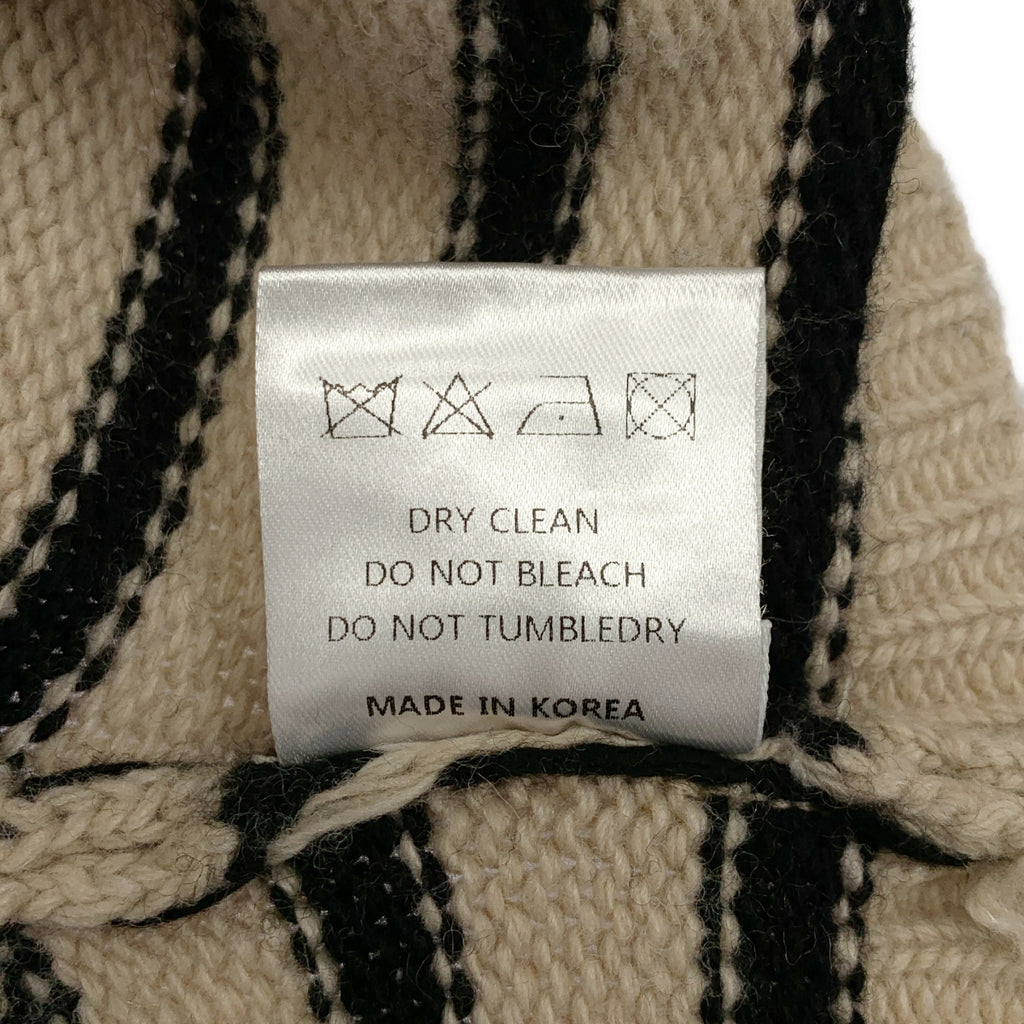 DRY CLEAN
DO NOT BLEACH
DO NOT TUMBLEDRY
MADE IN KOREA